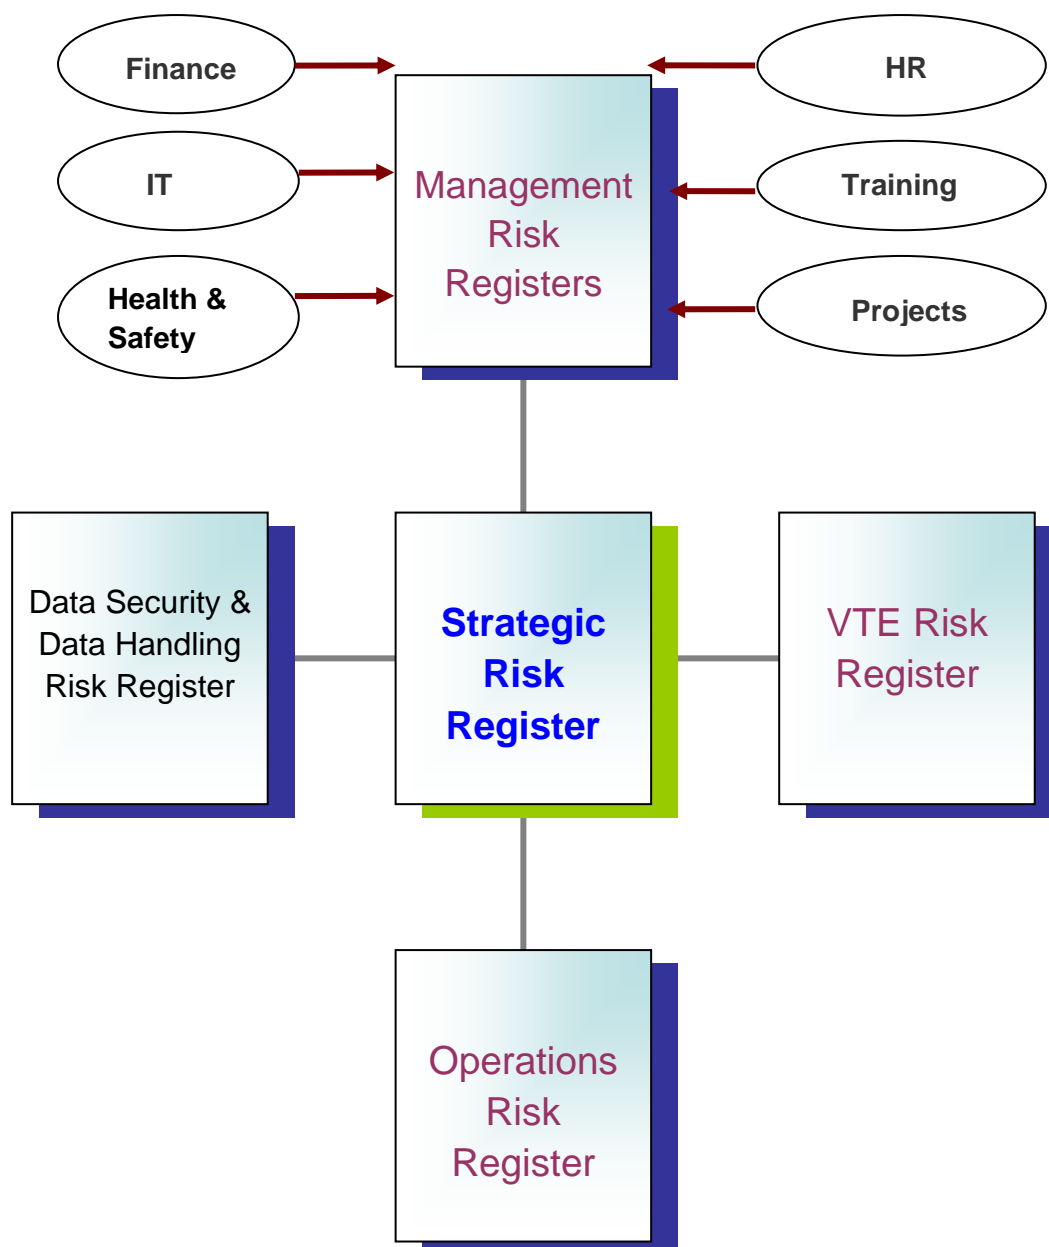 Finance
HR
IT
Management
Risk
Registers
Training
Health &
Safety
Projects
Data Security &
Data Handling
Risk Register
Strategic
Risk
Register
VTE Risk
Register
Operations
Risk
Register